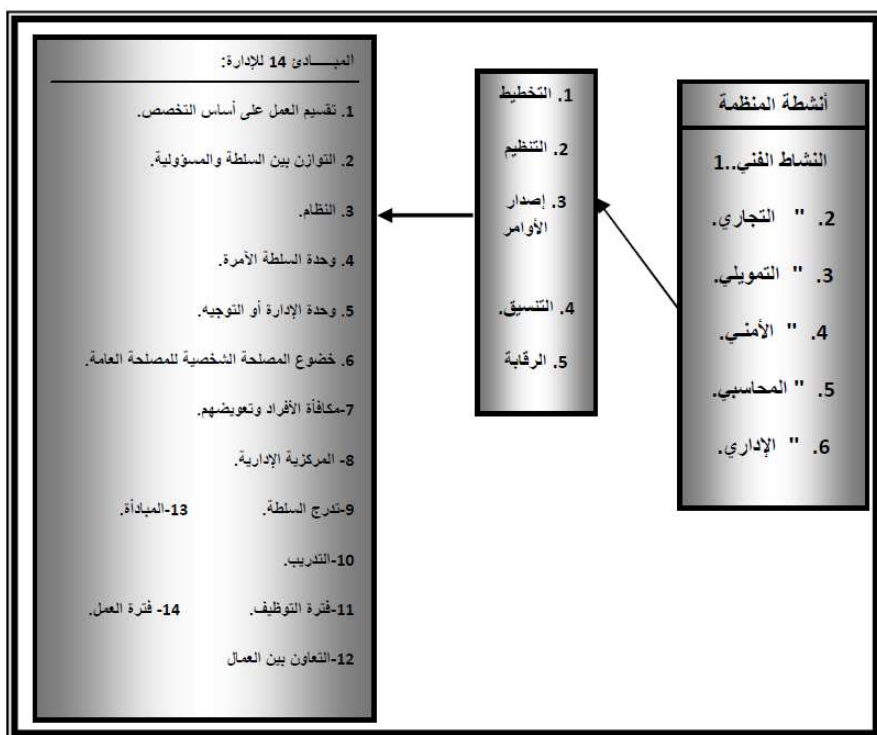 أنشطة المنظمة
النشاط الفني..1
2. " التجاري.
3. " التمويلي.
4. " الأمني.
5. " المحاسبي.
6. " الإداري.
1. التخطيط
2. التنظيم
3. إصدار
الأوامر
4. التنسيق.
5. الرقابة
المبـــــادئ 14 للإدارة:
1. تقسيم العمل على أساس التخصص.
2. التوازن بين السلطة والمسؤولية.
3. النظام.
4. وحدة السلطة الآمرة.
5. وحدة الإدارة أو التوجيه.
6. خضوع المصلحة الشخصية للمصلحة العامة.
7-مكافأة الأفراد وتعويضهم.
8- المركزية الإدارية.
9-تدرج السلطة. 13-المبادأة.
10-التدريب.
11-فترة التوظيف. 14- فترة العمل.
12-التعاون بين العمال